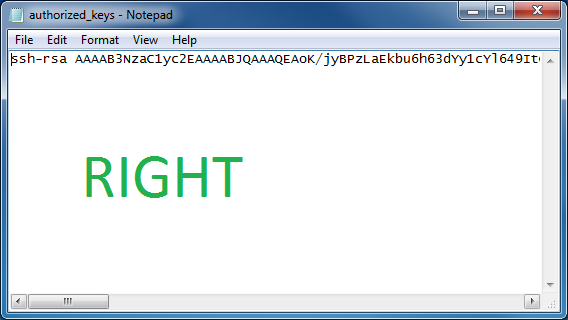 authorized_keys - Notepad
File Edit Format View Help
ssh-rsa AAAAB3NzaC1yc2EAAAABJQAAAQEAoK/jyBPzLaEkbu6h63dYy1cYl649It
RIGHT